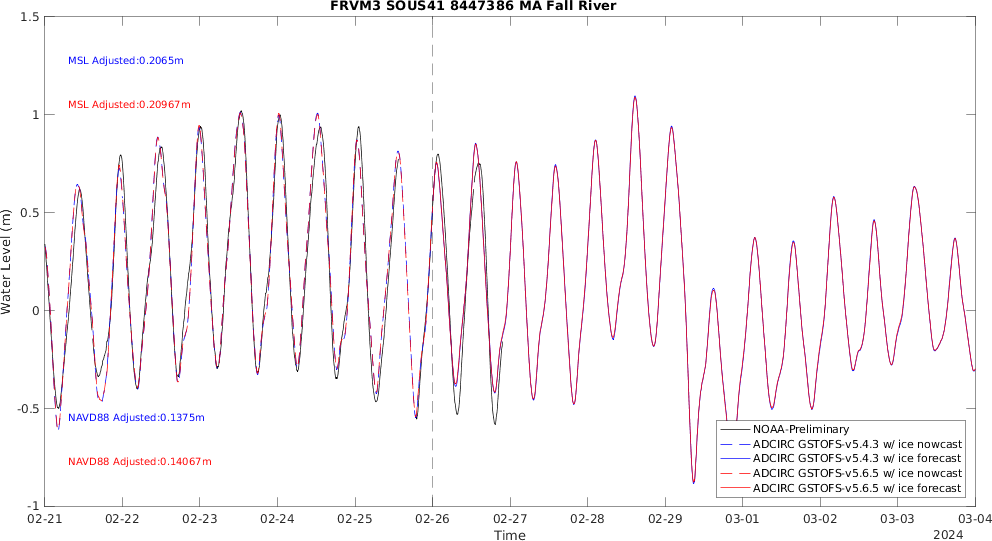 FRVM3 SOUS41 8447386 MA Fall River
1.5
1
0.5
0
-0.5
-1
Water Level (m)
MSL Adjusted:0.2065m
MSL Adjusted:0.20967m
NAVD88 Adjusted:0.1375m
NAVD88 Adjusted:0.14067m
NOAA-Preliminary
ADCIRC GSTOFS-v5.4.3 w/ ice nowcast
ADCIRC GSTOFS-v5.4.3 w/ ice forecast
ADCIRC GSTOFS-v5.6.5 w/ ice nowcast
ADCIRC GSTOFS-v5.6.5 w/ ice forecast
02-21 02-22 02-23 02-24 02-25 02-26 02-27 02-28 02-29 03-01 03-02 03-03 03-04
Time
2024